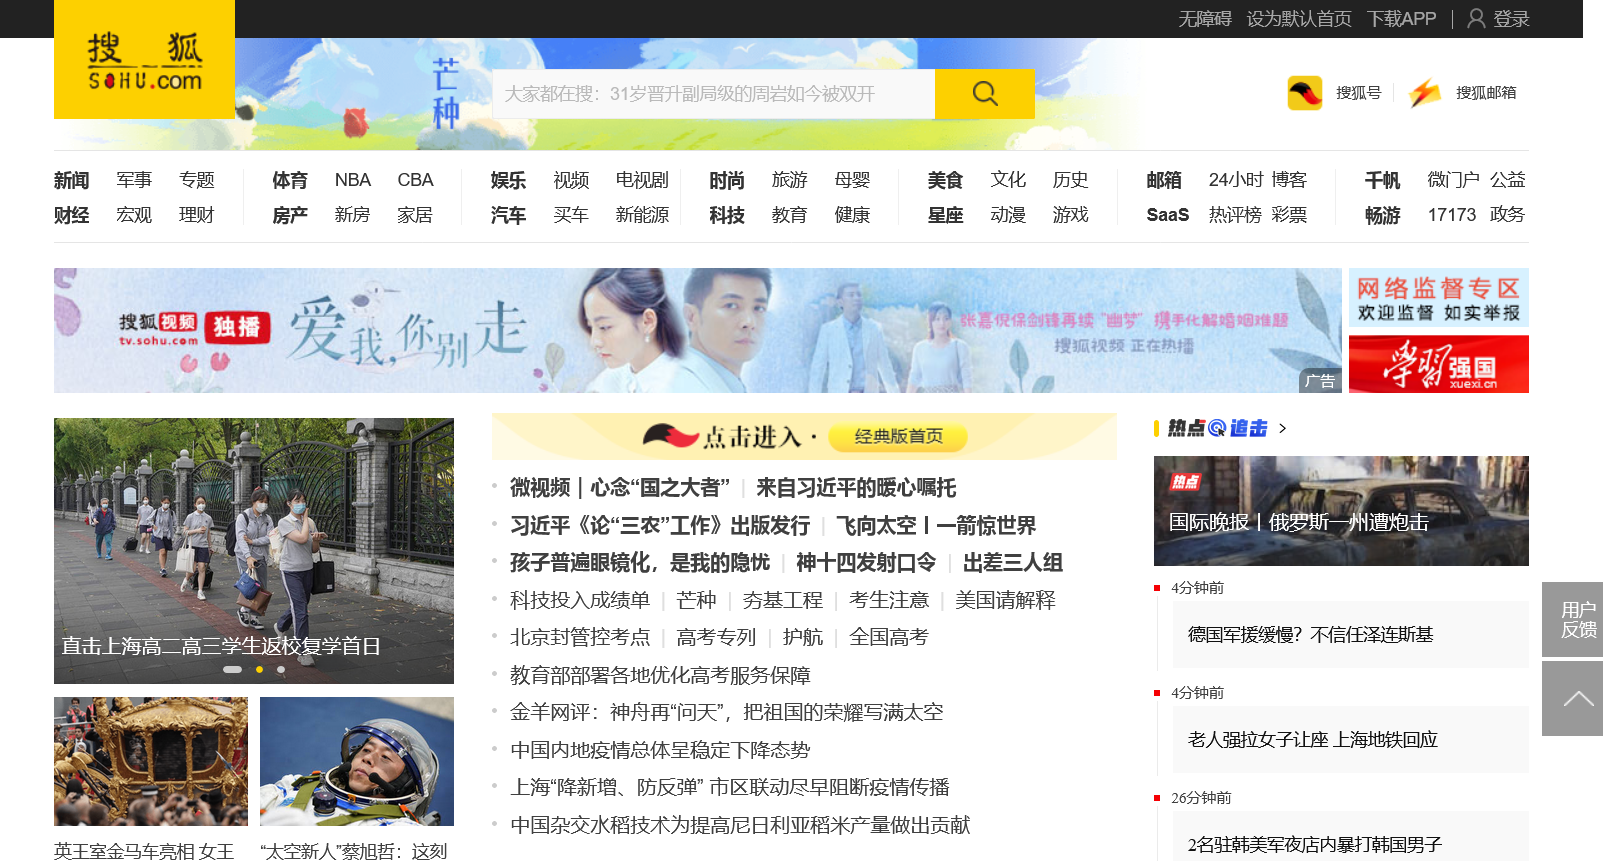 无障碍 设为默认首页 下载APP 登录
搜狐
SOHU.com
芒种
大家都在搜：31岁晋升副局级的周岩如今被双开
搜狐号 搜狐邮箱
新闻 军事 专题 体育 NBA CBA 娱乐 视频 电视剧 时尚 旅游 母婴 美食 文化 历史 邮箱 24小时 博客 千帆 微门户 公益
财经 宏观 理财 房产 新房 家居 汽车 买车 新能源 科技 教育 健康 星座 动漫 游戏 SaaS 热评榜 彩票 畅游 17173 政务
搜狐视频 独播
tv.sohu.com
爱我，你别走
张嘉倪保剑锋再续“幽梦”携手化解婚姻难题
搜狐视频 正在热播
广告
网络监督专区
欢迎监督 如实举报
学习强国
xuexi.cn
直击上海高二高三学生返校复学首日
英王室金马车亮相 女王
“太空新人”蔡旭哲：这刻
点击进入· 经典版首页
微视频｜心念“国之大者” | 来自习近平的暖心嘱托
习近平《论“三农”工作》出版发行 | 飞向太空丨一箭惊世界
孩子普遍眼镜化，是我的隐忧 | 神十四发射口令 | 出差三人组
科技投入成绩单 | 芒种 | 夯基工程 | 考生注意 | 美国请解释
北京封管控考点 | 高考专列 | 护航 | 全国高考
教育部部署各地优化高考服务保障
金羊网评：神舟再“问天”，把祖国的荣耀写满太空
中国内地疫情总体呈稳定下降态势
上海“降新增、防反弹” 市区联动尽早阻断疫情传播
中国杂交水稻技术为提高尼日利亚稻米产量做出贡献
热点追击 >
热点
国际晚报丨俄罗斯一州遭炮击
4分钟前
德国军援缓慢？不信任泽连斯基
4分钟前
老人强拉女子让座 上海地铁回应
26分钟前
2名驻韩美军夜店内暴打韩国男子
用户
反馈